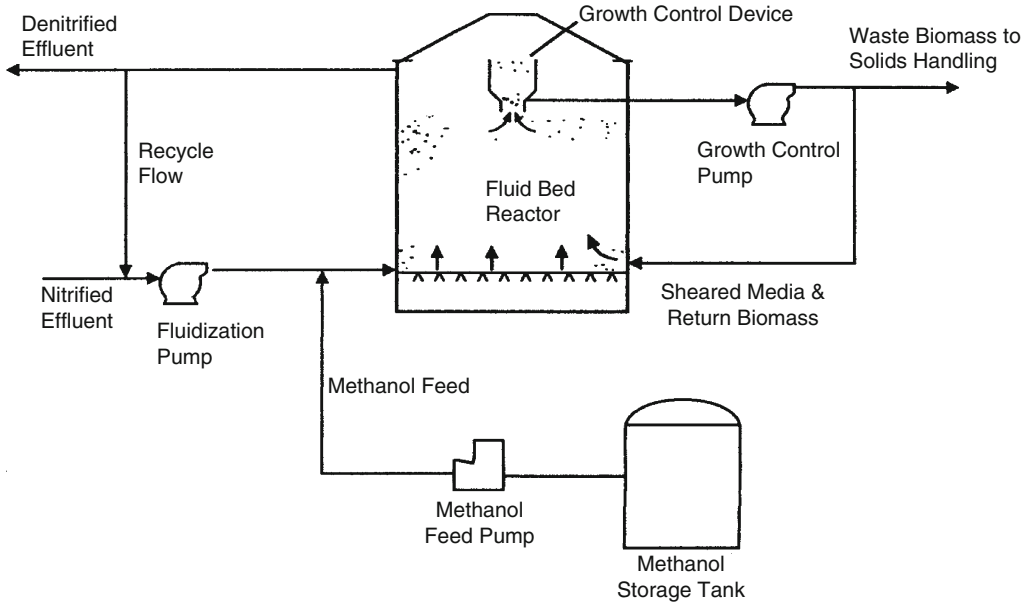 Growth Control Device
Denitrified
Effluent
Waste Biomass to
Solids Handling
Recycle
Flow
Growth Control
Pump
Fluid Bed
Reactor
Nitrified
Effluent
Fluidization
Pump
Sheared Media &
Return Biomass
Methanol Feed
Methanol
Feed Pump
Methanol
Storage Tank